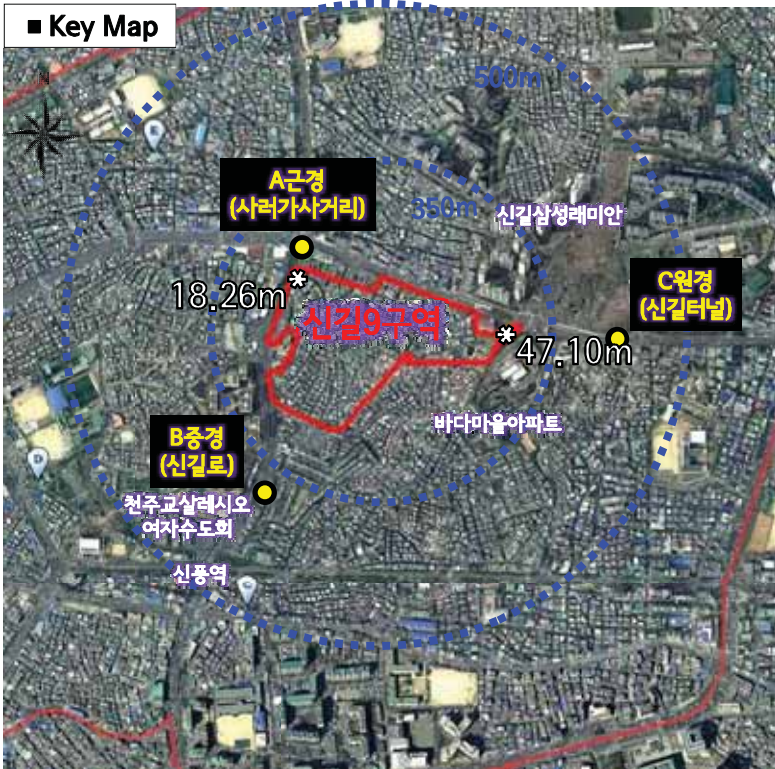 ■ Key Map
500m
E
A근경
(사러가사거리)
350m
신길삼성래미안
C원경
(신길터널)
18.26m
신길9구역
47.10m
바다마을아파트
B중경
(신길로)
D
천주교살레시오
여자수도회
신풍역